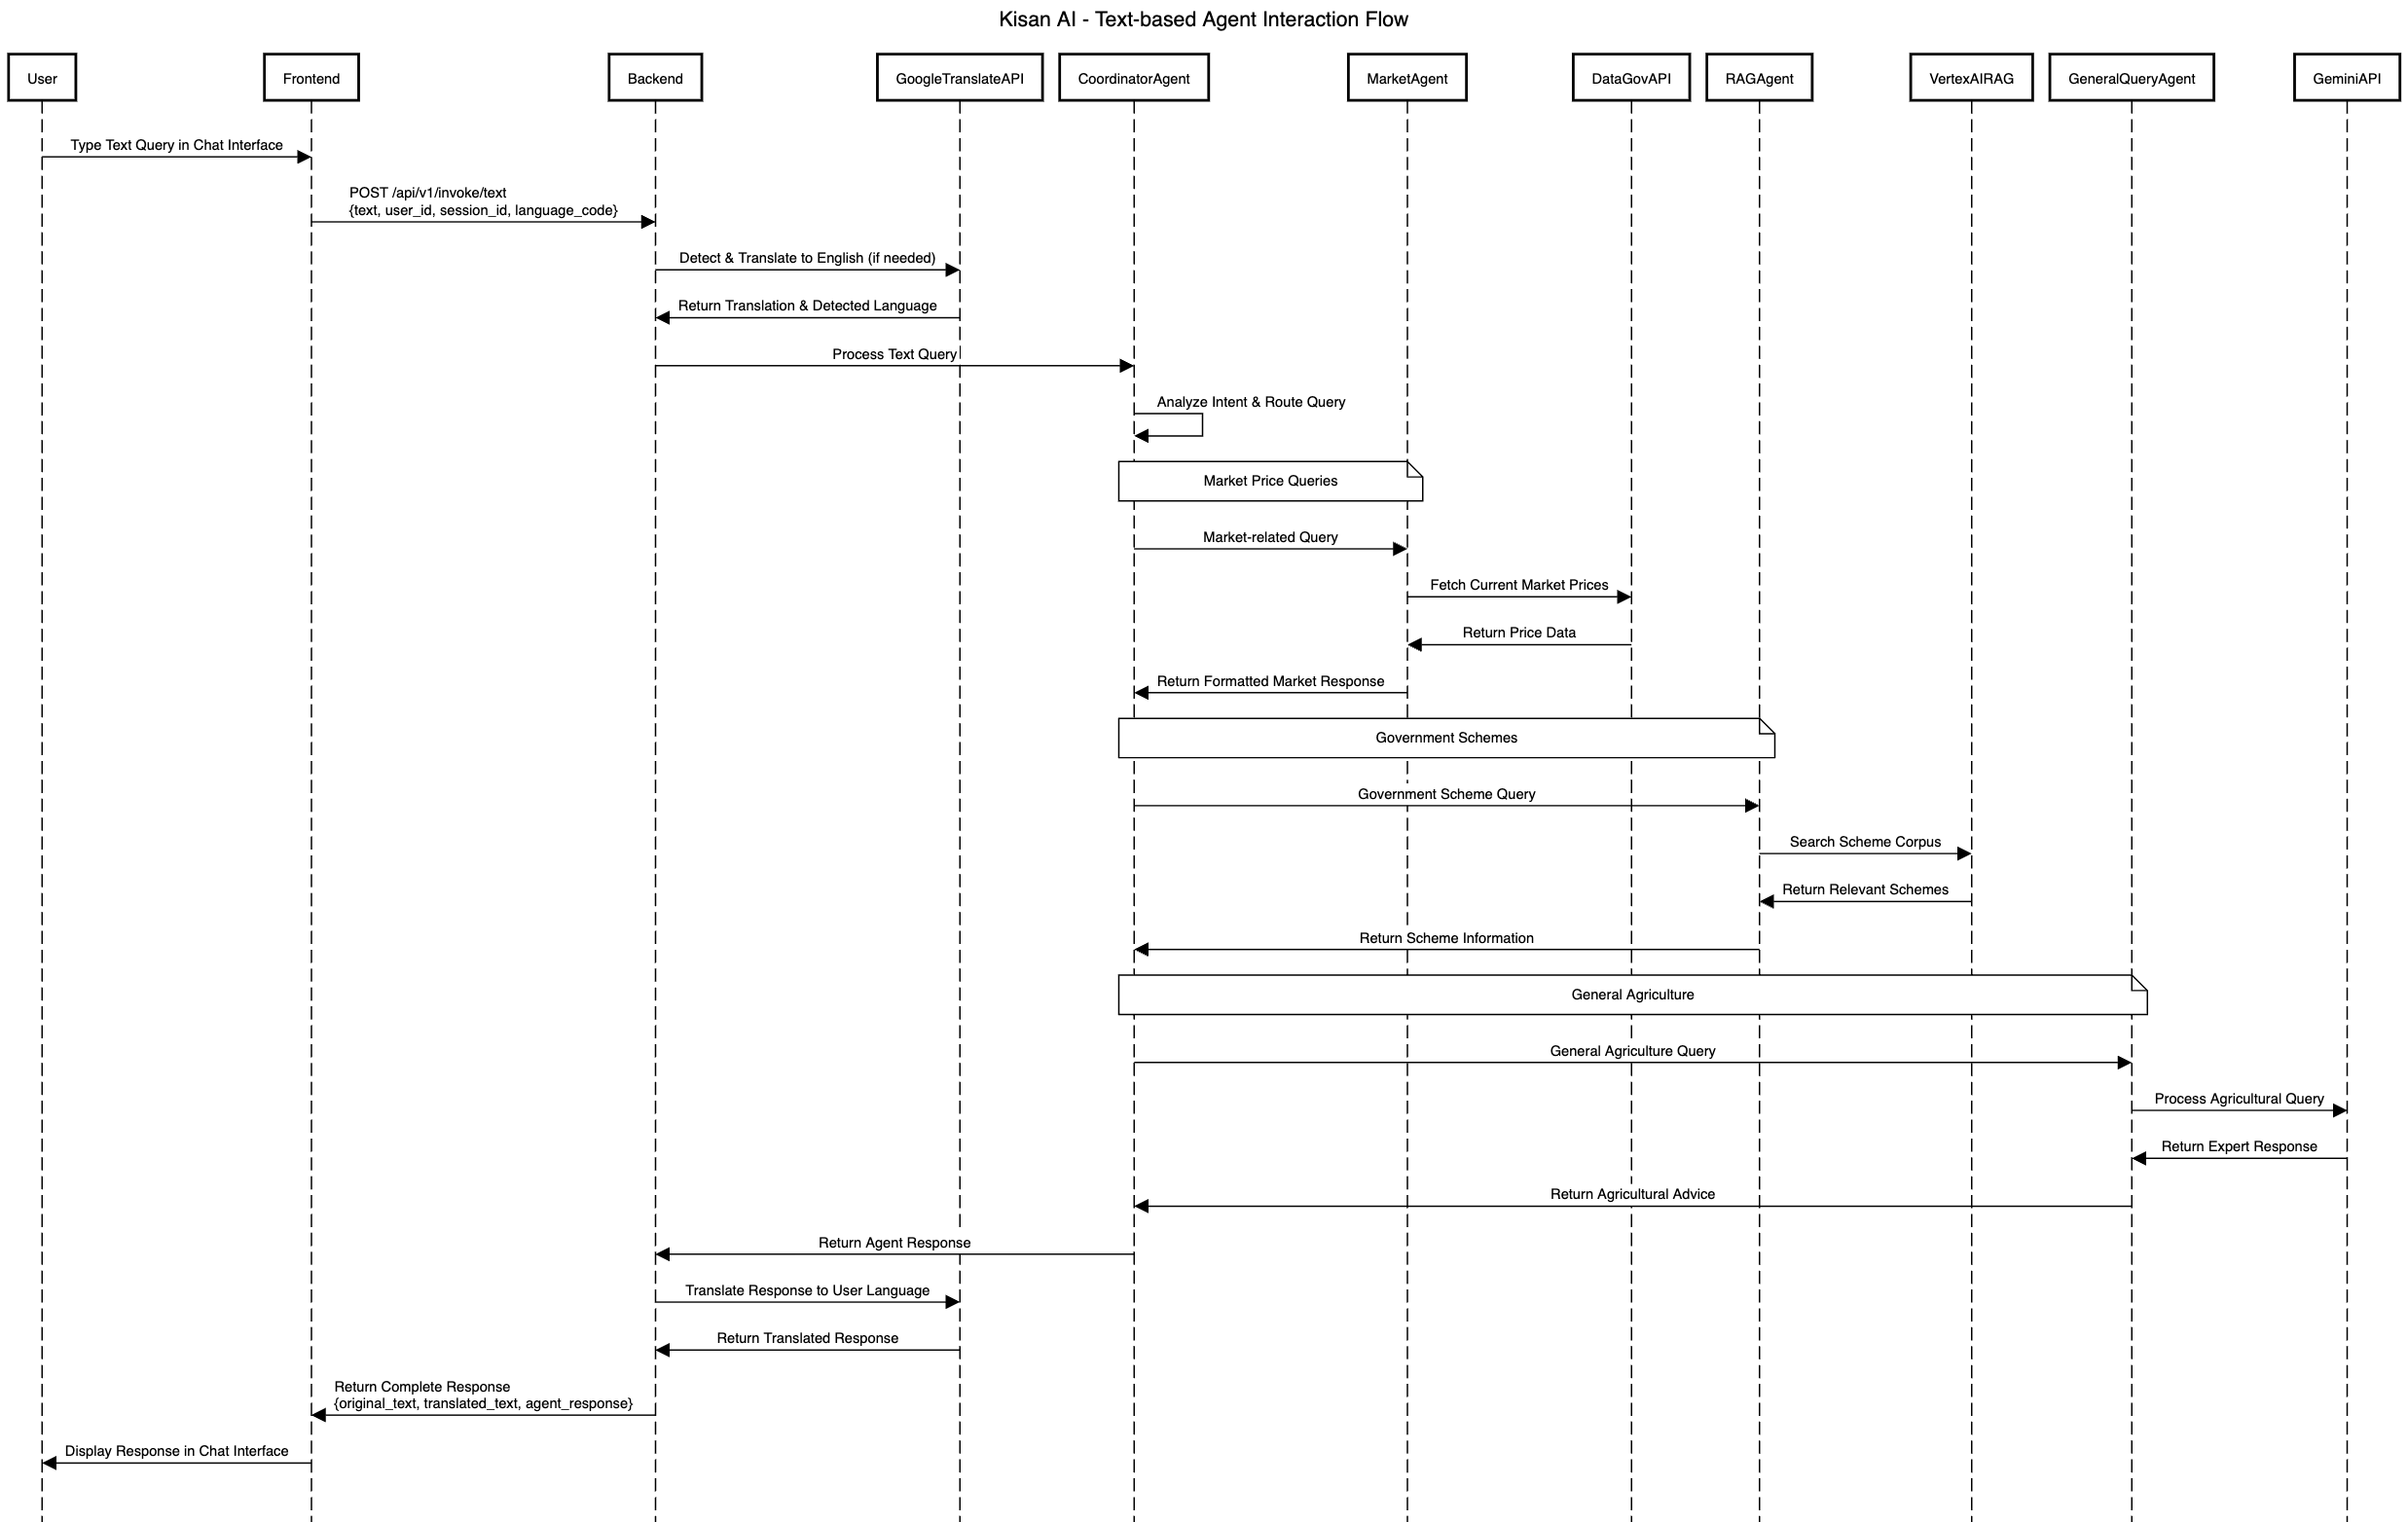 Kisan AI - Text-based Agent Interaction Flow
User
Frontend
Backend
GoogleTranslateAPI
CoordinatorAgent
MarketAgent
DataGovAPI
RAGAgent
VertexAIRAG
GeneralQueryAgent
GeminiAPI
Type Text Query in Chat Interface
POST /api/v1/invoke/text
{text, user_id, session_id, language_code}
Detect & Translate to English (if needed)
Return Translation & Detected Language
Process Text Query
Analyze Intent & Route Query
Market Price Queries
Market-related Query
Fetch Current Market Prices
Return Price Data
Return Formatted Market Response
Government Schemes
Government Scheme Query
Search Scheme Corpus
Return Relevant Schemes
Return Scheme Information
General Agriculture
General Agriculture Query
Process Agricultural Query
Return Expert Response
Return Agricultural Advice
Return Agent Response
Translate Response to User Language
Return Translated Response
Return Complete Response
{original_text, translated_text, agent_response}
Display Response in Chat Interface